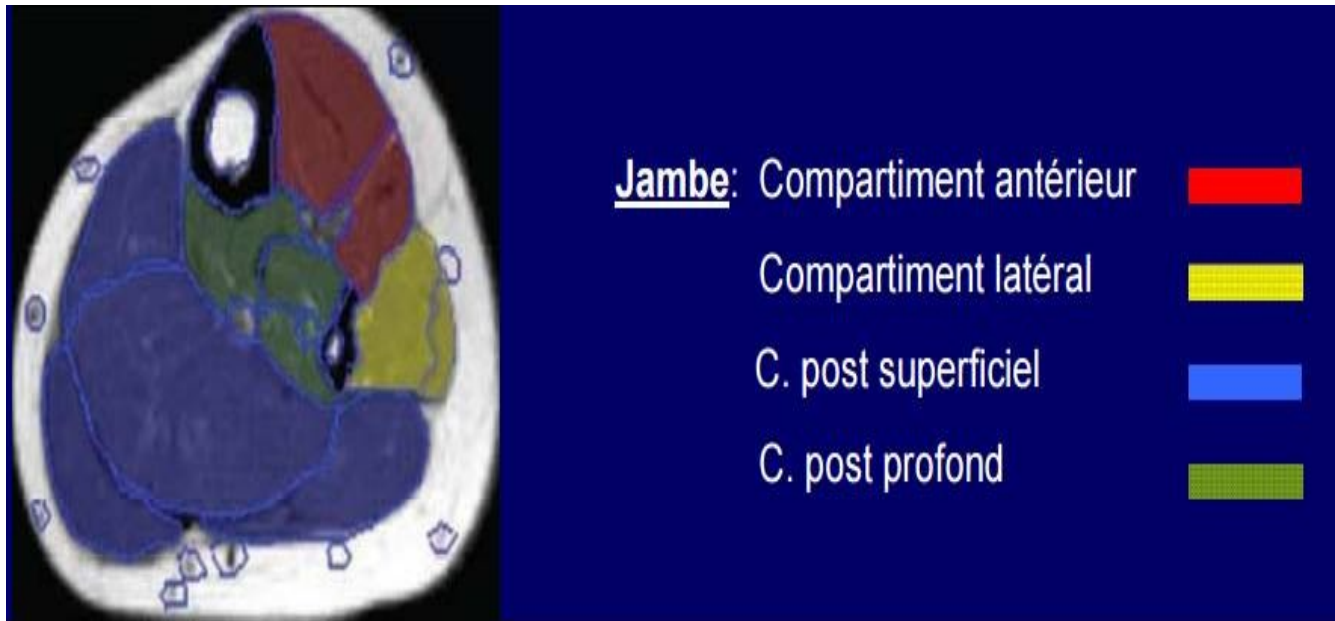 Jambe: Compartiment antérieur
Compartiment latéral
C. post superficiel
C. post profond